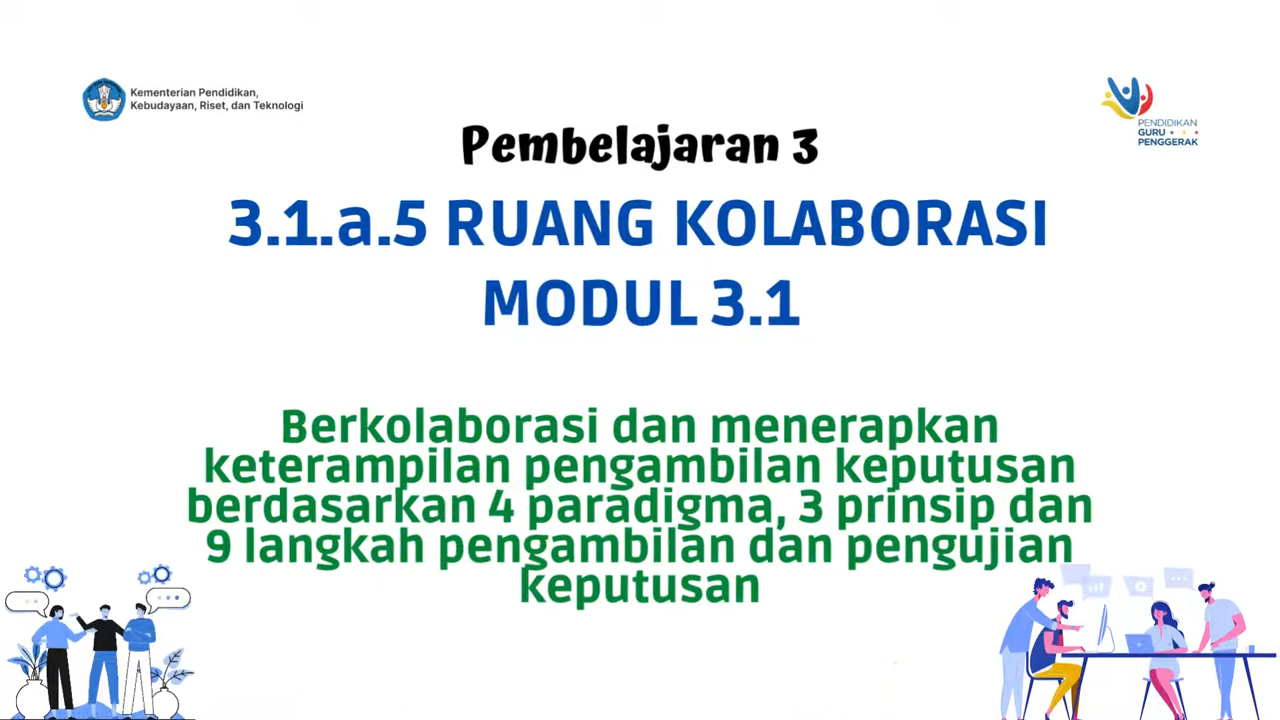 Kementerian Pendidikan,
Kebudayaan, Riset, dan Teknologi
PENDIDIKAN
GURU
PENGGERAK
Pembelajaran 3
3.1.a.5 RUANG KOLABORASI
MODUL 3.1
Berkolaborasi dan menerapkan
keterampilan pengambilan keputusan
berdasarkan 4 paradigma, 3 prinsip dan
9 langkah pengambilan dan pengujian
keputusan